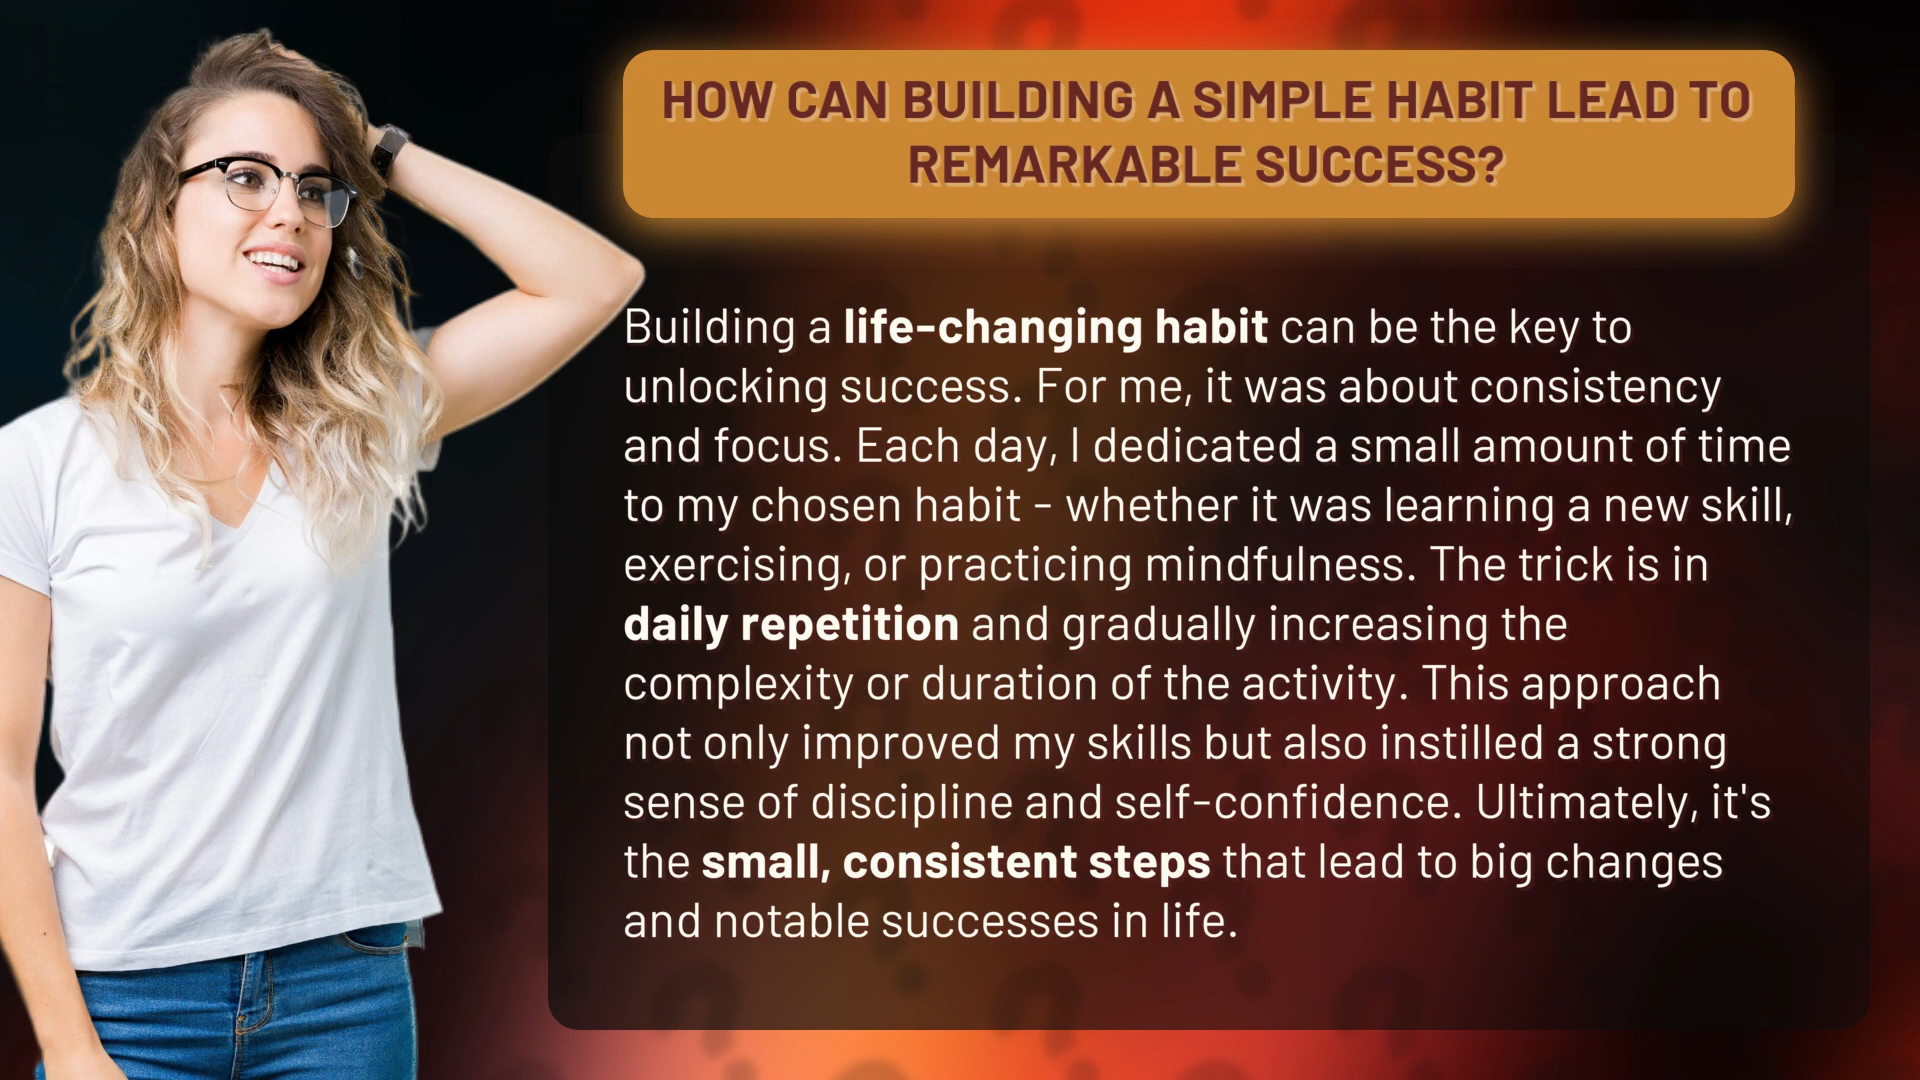 HOW CAN BUILDING A SIMPLE HABIT LEAD TO
REMARKABLE SUCCESS?
Building a life-changing habit can be the key to
unlocking success. For me, it was about consistency
and focus. Each day, I dedicated a small amount of time
to my chosen habit - whether it was learning a new skill,
exercising, or practicing mindfulness. The trick is in
daily repetition and gradually increasing the
complexity or duration of the activity. This approach
not only improved my skills but also instilled a strong
sense of discipline and self-confidence. Ultimately, it's
the small, consistent steps that lead to big changes
and notable successes in life.